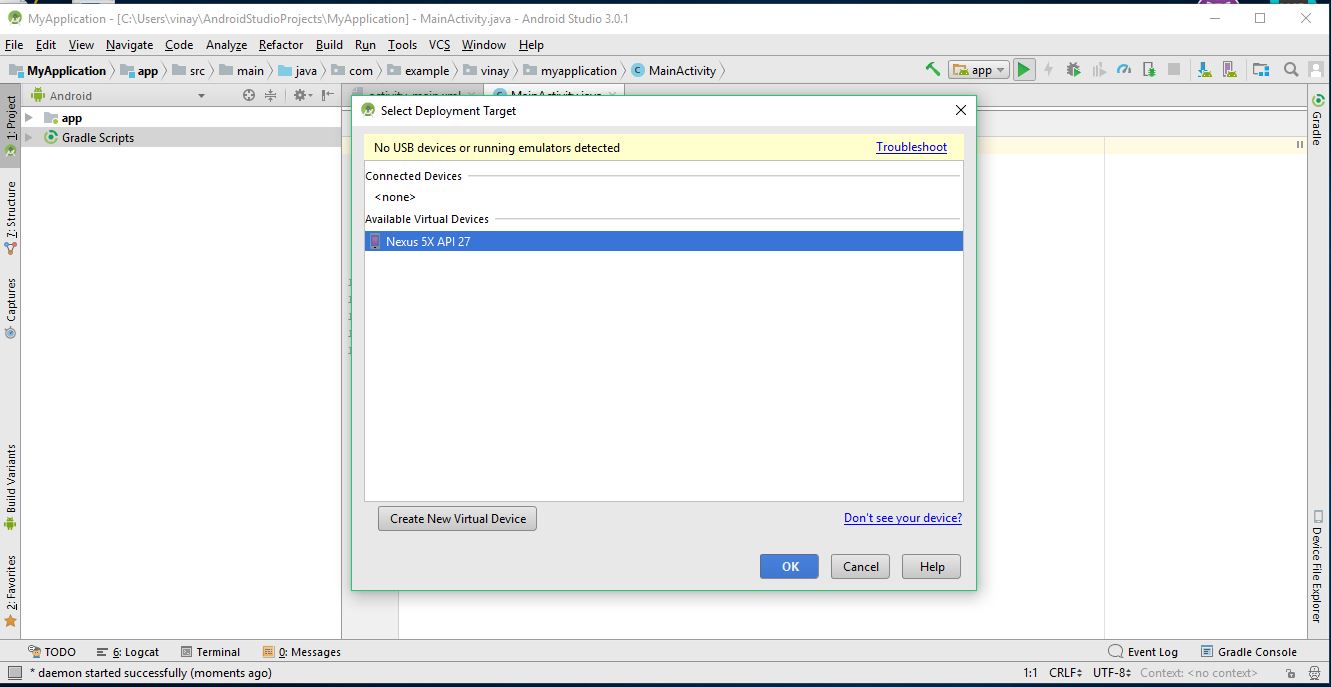 MyApplication - [C:\Users\vinay\AndroidStudioProjects\MyApplication] - MainActivity.java - Android Studio 3.0.1
File Edit View Navigate Code Analyze Refactor Build Run Tools VCS Window Help
MyApplication app src main java com example vinay myapplication MainActivity app
Android
activity_main.xml MainActivity.java
1: Project
app
Gradle Scripts
7: Structure
Captures
Build Variants
2: Favorites
Select Deployment Target
No USB devices or running emulators detected Troubleshoot
Connected Devices
<none>
Available Virtual Devices
Nexus 5X API 27
Create New Virtual Device Don't see your device?
OK Cancel Help
Gradle
Device File Explorer
TODO 6: Logcat Terminal 0: Messages Event Log Gradle Console
* daemon started successfully (moments ago) 1:1 CRLF UTF-8 Context: <no context>